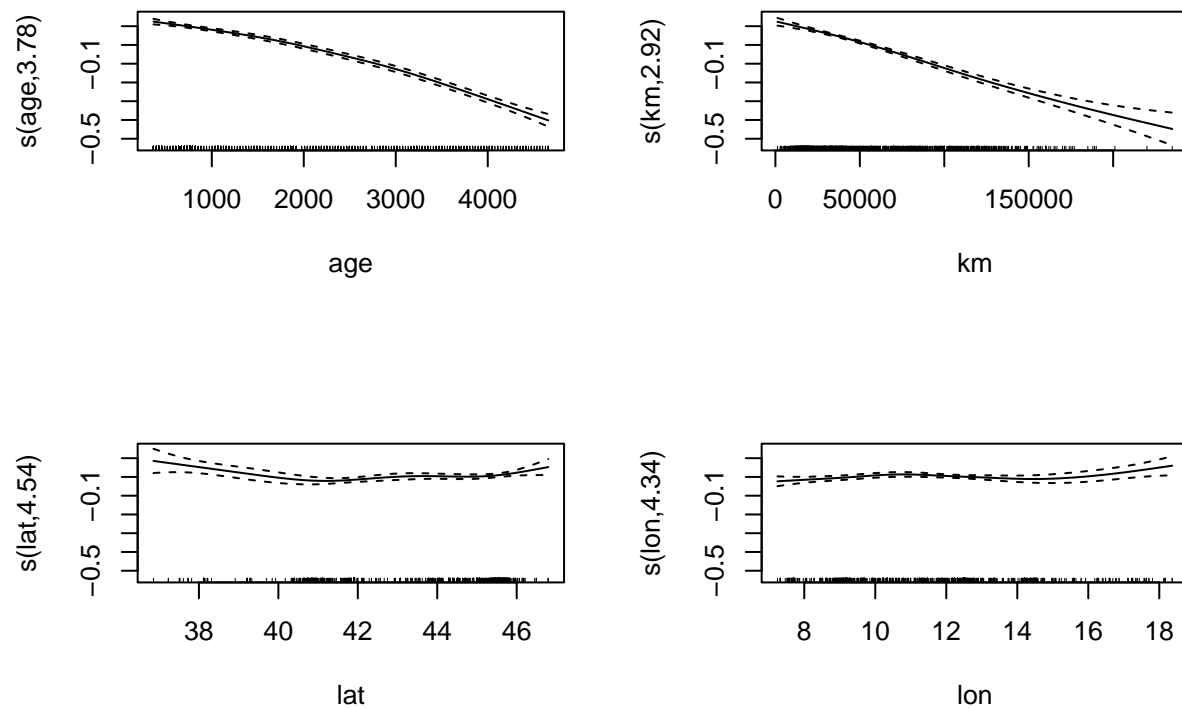 s(age,3.78)
−0.1
−0.5
1000 2000 3000 4000
age
s(km,2.92)
−0.1
−0.5
0 50000 150000
km
s(lat,4.54)
−0.1
−0.5
38 40 42 44 46
lat
s(lon,4.34)
−0.1
−0.5
8 10 12 14 16 18
lon